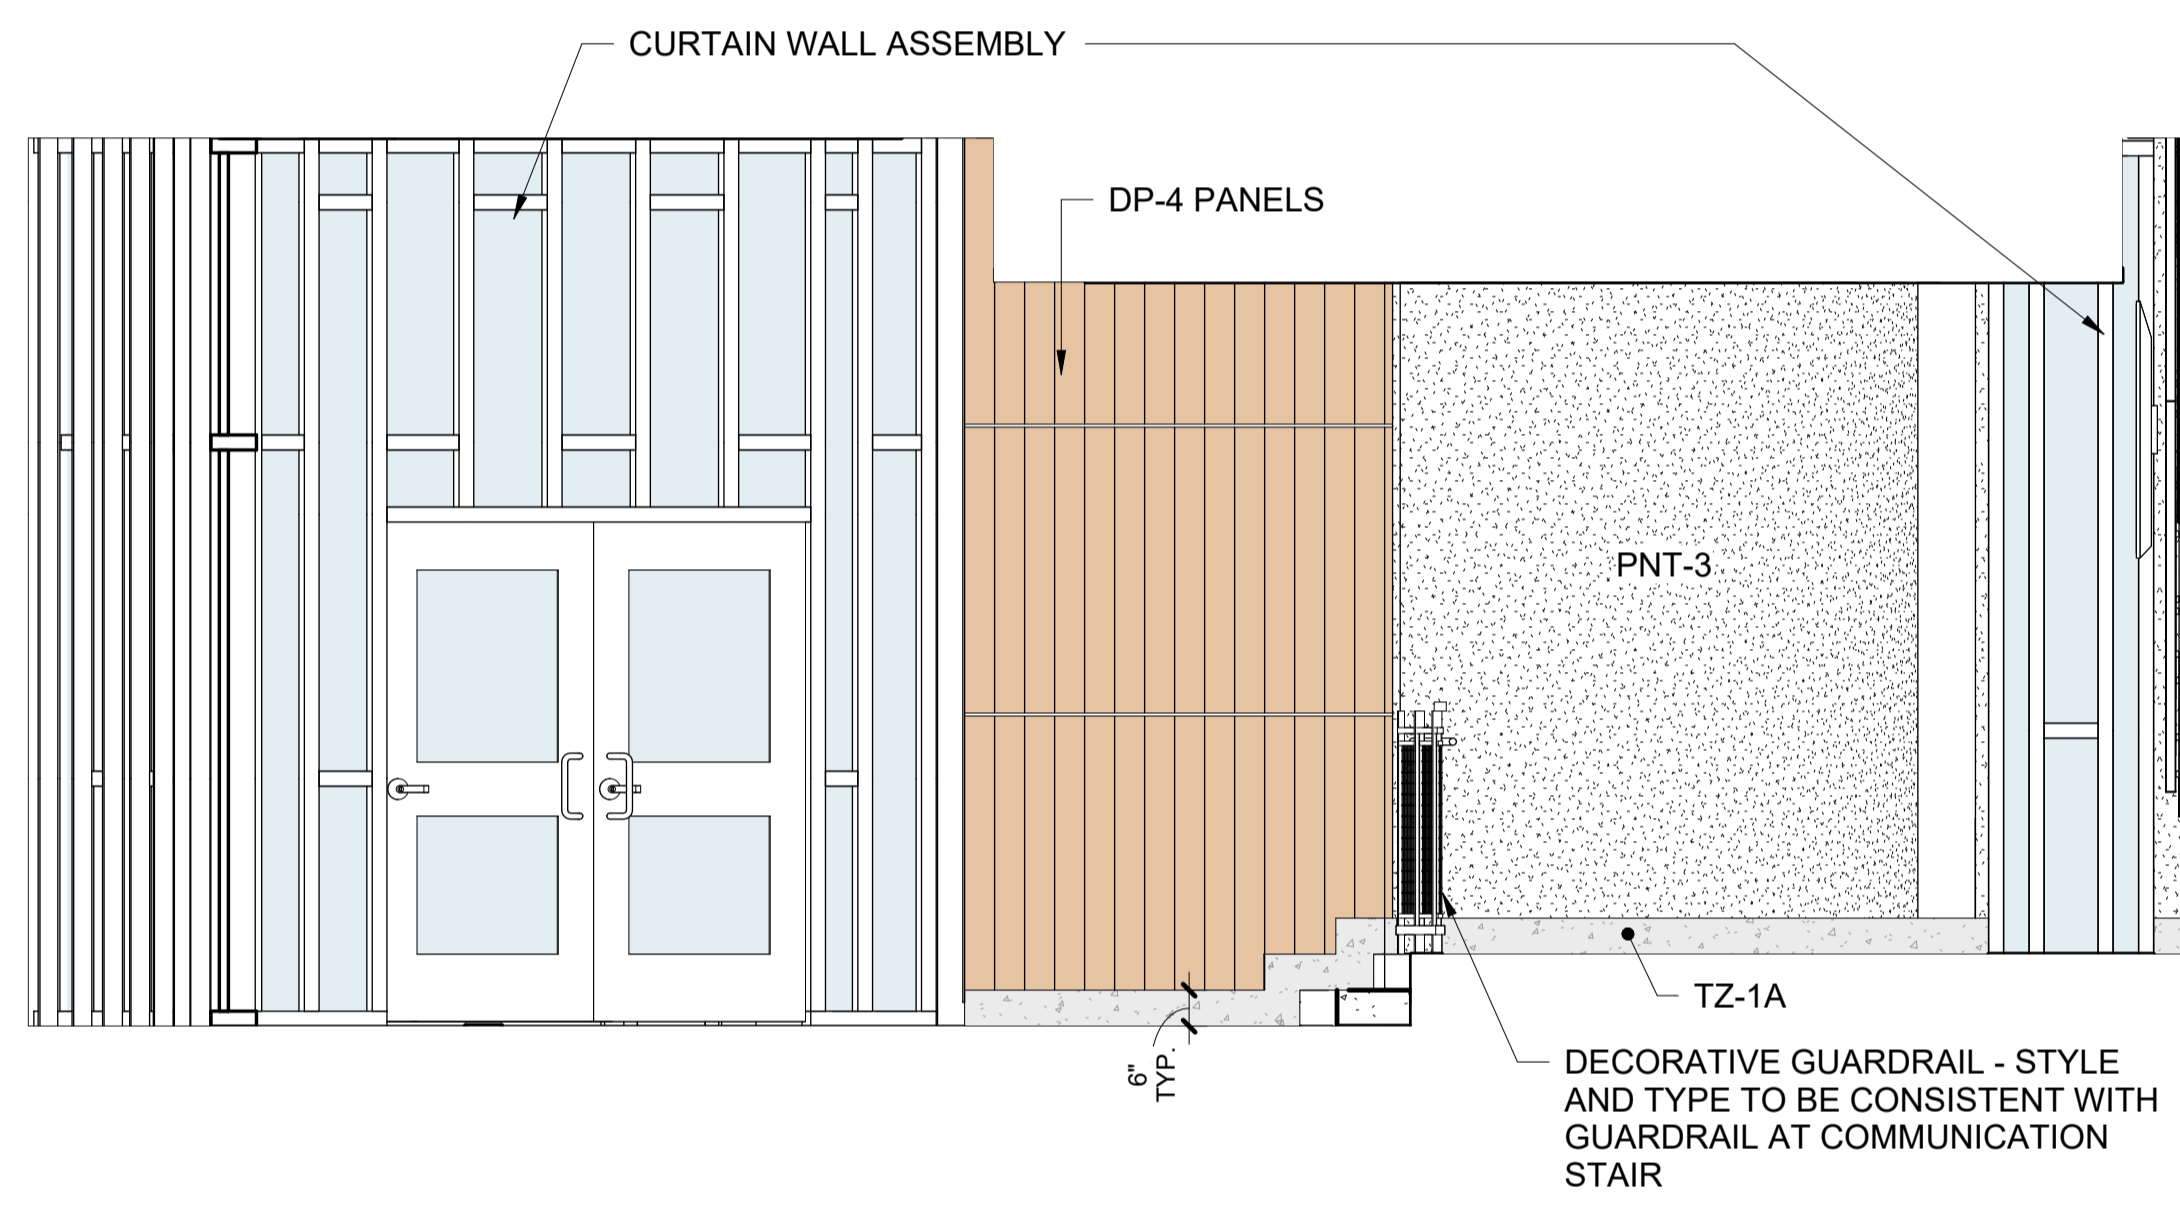 CURTAIN WALL ASSEMBLY
DP-4 PANELS
PNT-3
TZ-1A
6"
TYP.
DECORATIVE GUARDRAIL - STYLE
AND TYPE TO BE CONSISTENT WITH
GUARDRAIL AT COMMUNICATION
STAIR